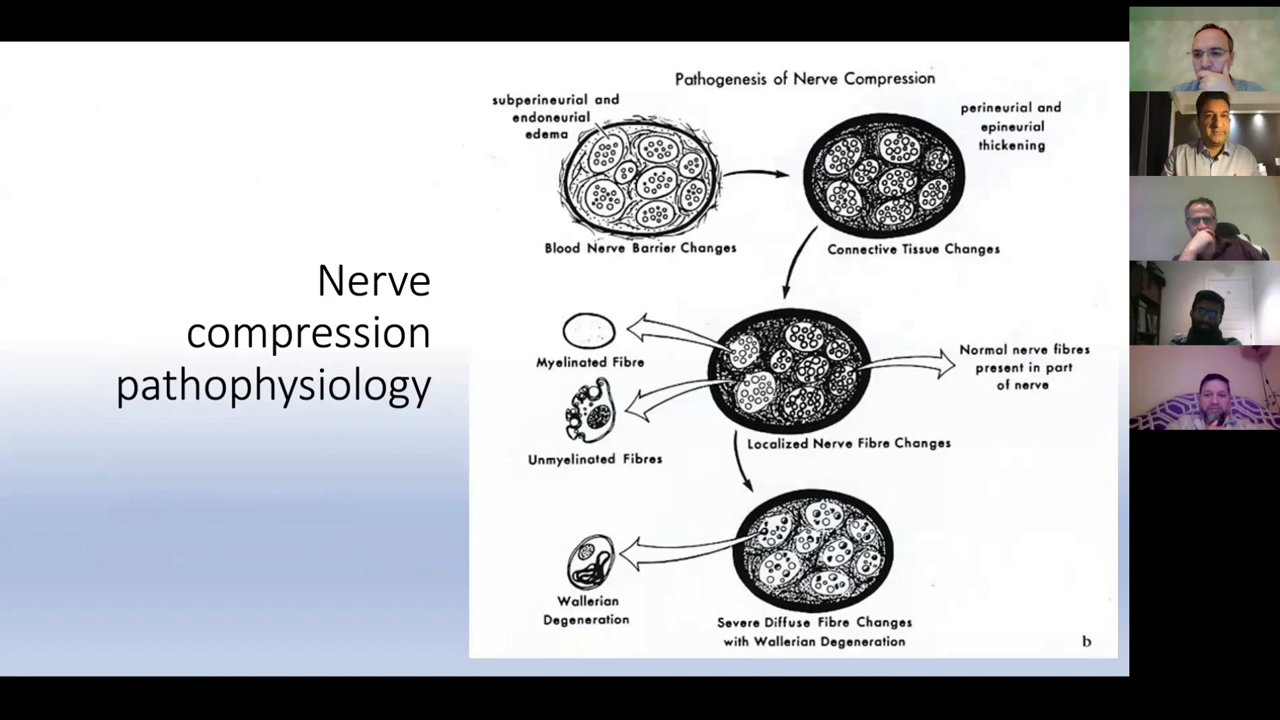 Nerve
compression
pathophysiology
Pathogenesis of Nerve Compression
subperineurial and
endoneurial
edema
perineurial and
epineurial
thickening
Blood Nerve Barrier Changes
Connective Tissue Changes
Myelinated Fibre
Normal nerve fibres
present in part
of nerve
Unmyelinated Fibres
Localized Nerve Fibre Changes
Wallerian
Degeneration
Severe Diffuse Fibre Changes
with Wallerian Degeneration
b